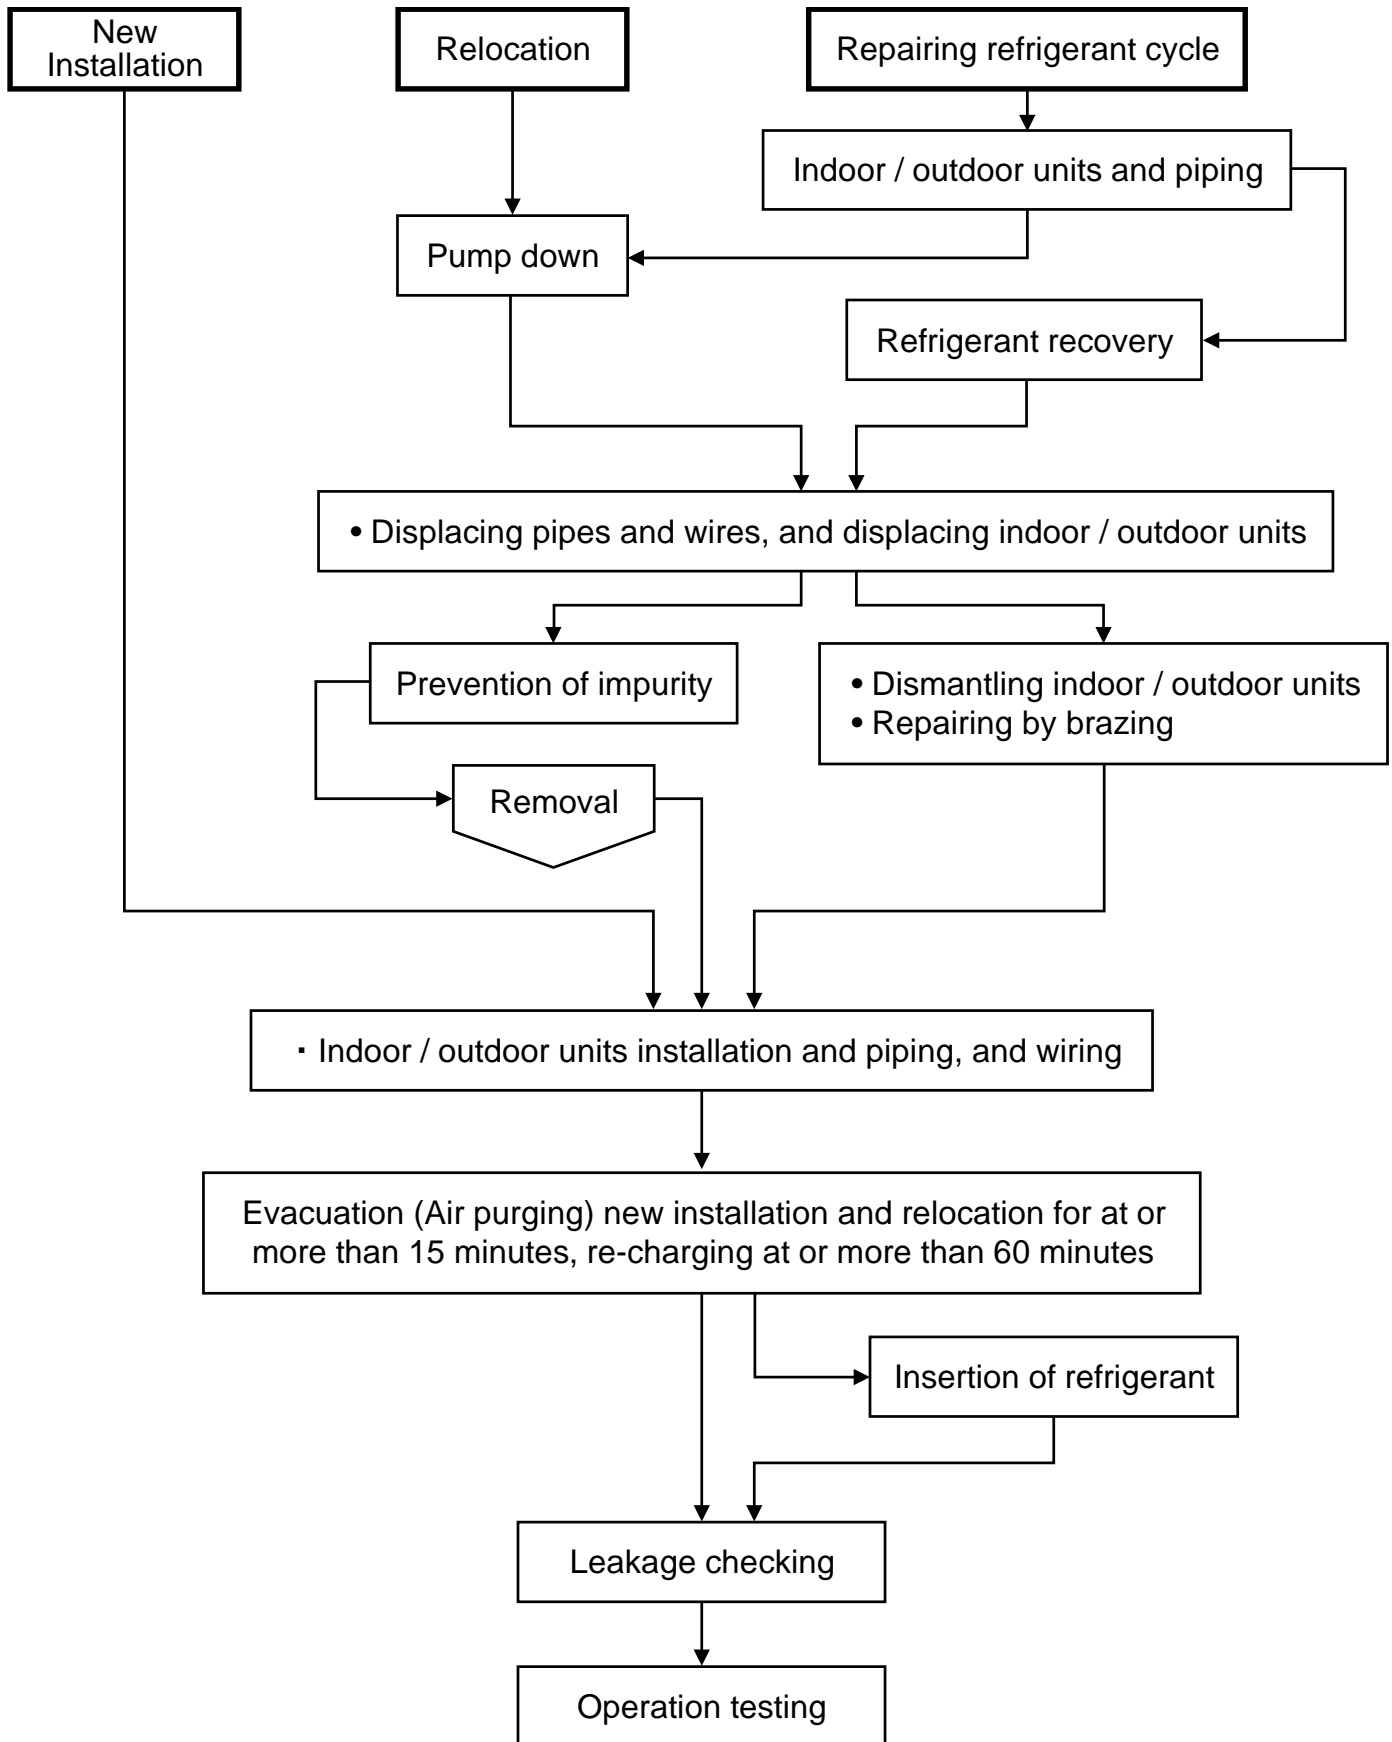 New
Installation
Relocation
Repairing refrigerant cycle
Indoor / outdoor units and piping
Pump down
Refrigerant recovery
• Displacing pipes and wires, and displacing indoor / outdoor units
Prevention of impurity
• Dismantling indoor / outdoor units
• Repairing by brazing
Removal
· Indoor / outdoor units installation and piping, and wiring
Evacuation (Air purging) new installation and relocation for at or
more than 15 minutes, re-charging at or more than 60 minutes
Insertion of refrigerant
Leakage checking
Operation testing